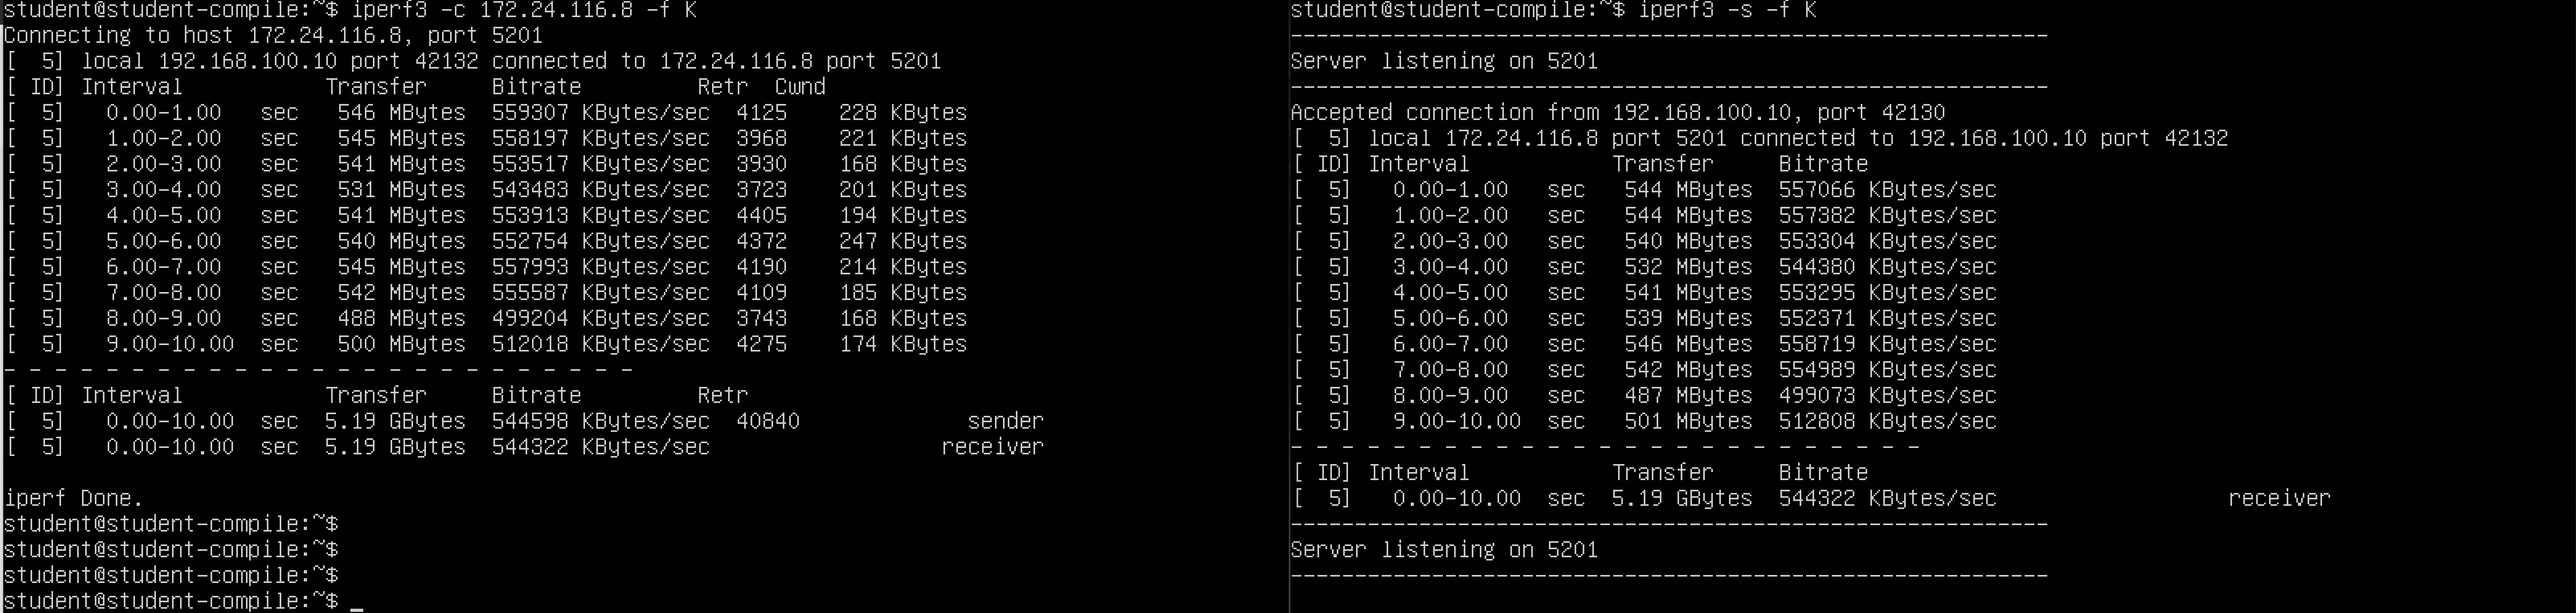 student@student-compile:~$ iperf3 -c 172.24.116.8 -f K
Connecting to host 172.24.116.8, port 5201
[  5] local 192.168.100.10 port 42132 connected to 172.24.116.8 port 5201
[ ID] Interval           Transfer     Bitrate         Retr  Cwnd
[  5]   0.00-1.00   sec   546 MBytes  559307 KBytes/sec  4125    228 KBytes
[  5]   1.00-2.00   sec   545 MBytes  558197 KBytes/sec  3968    221 KBytes
[  5]   2.00-3.00   sec   541 MBytes  553517 KBytes/sec  3930    168 KBytes
[  5]   3.00-4.00   sec   531 MBytes  543483 KBytes/sec  3723    201 KBytes
[  5]   4.00-5.00   sec   541 MBytes  553913 KBytes/sec  4405    194 KBytes
[  5]   5.00-6.00   sec   540 MBytes  552754 KBytes/sec  4372    247 KBytes
[  5]   6.00-7.00   sec   545 MBytes  557993 KBytes/sec  4190    214 KBytes
[  5]   7.00-8.00   sec   542 MBytes  555587 KBytes/sec  4109    185 KBytes
[  5]   8.00-9.00   sec   488 MBytes  499204 KBytes/sec  3743    168 KBytes
[  5]   9.00-10.00  sec   500 MBytes  512018 KBytes/sec  4275    174 KBytes
- - - - - - - - - - - - - - - - - - - - - - - - -
[ ID] Interval           Transfer     Bitrate         Retr
[  5]   0.00-10.00  sec  5.19 GBytes  544598 KBytes/sec  40840             sender
[  5]   0.00-10.00  sec  5.19 GBytes  544322 KBytes/sec                  receiver
iperf Done.
student@student-compile:~$
student@student-compile:~$
student@student-compile:~$
student@student-compile:~$ _
student@student-compile:~$ iperf3 -s -f K
-----------------------------------------------------------
Server listening on 5201
-----------------------------------------------------------
Accepted connection from 192.168.100.10, port 42130
[  5] local 172.24.116.8 port 5201 connected to 192.168.100.10 port 42132
[ ID] Interval           Transfer     Bitrate
[  5]   0.00-1.00   sec   544 MBytes  557066 KBytes/sec
[  5]   1.00-2.00   sec   544 MBytes  557382 KBytes/sec
[  5]   2.00-3.00   sec   540 MBytes  553304 KBytes/sec
[  5]   3.00-4.00   sec   532 MBytes  544380 KBytes/sec
[  5]   4.00-5.00   sec   541 MBytes  553295 KBytes/sec
[  5]   5.00-6.00   sec   539 MBytes  552371 KBytes/sec
[  5]   6.00-7.00   sec   546 MBytes  558719 KBytes/sec
[  5]   7.00-8.00   sec   542 MBytes  554989 KBytes/sec
[  5]   8.00-9.00   sec   487 MBytes  499073 KBytes/sec
[  5]   9.00-10.00  sec   501 MBytes  512808 KBytes/sec
- - - - - - - - - - - - - - - - - - - - - - - - -
[ ID] Interval           Transfer     Bitrate
[  5]   0.00-10.00  sec  5.19 GBytes  544322 KBytes/sec                  receiver
-----------------------------------------------------------
Server listening on 5201
-----------------------------------------------------------